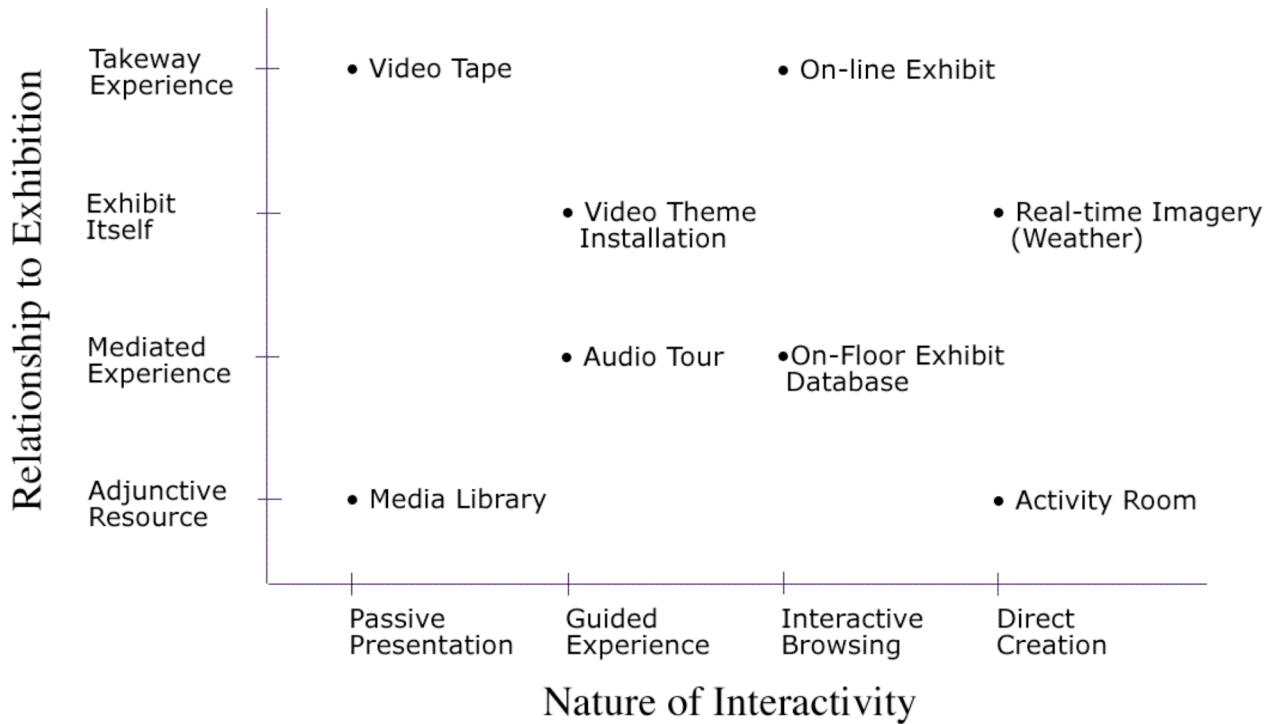 Relationship to Exhibition
Takeway
Experience
Video Tape
On-line Exhibit
Exhibit
Itself
Video Theme
Installation
Real-time Imagery
(Weather)
Mediated
Experience
Audio Tour
On-Floor Exhibit
Database
Adjunctive
Resource
Media Library
Activity Room
Passive
Presentation
Guided
Experience
Interactive
Browsing
Direct
Creation
Nature of Interactivity